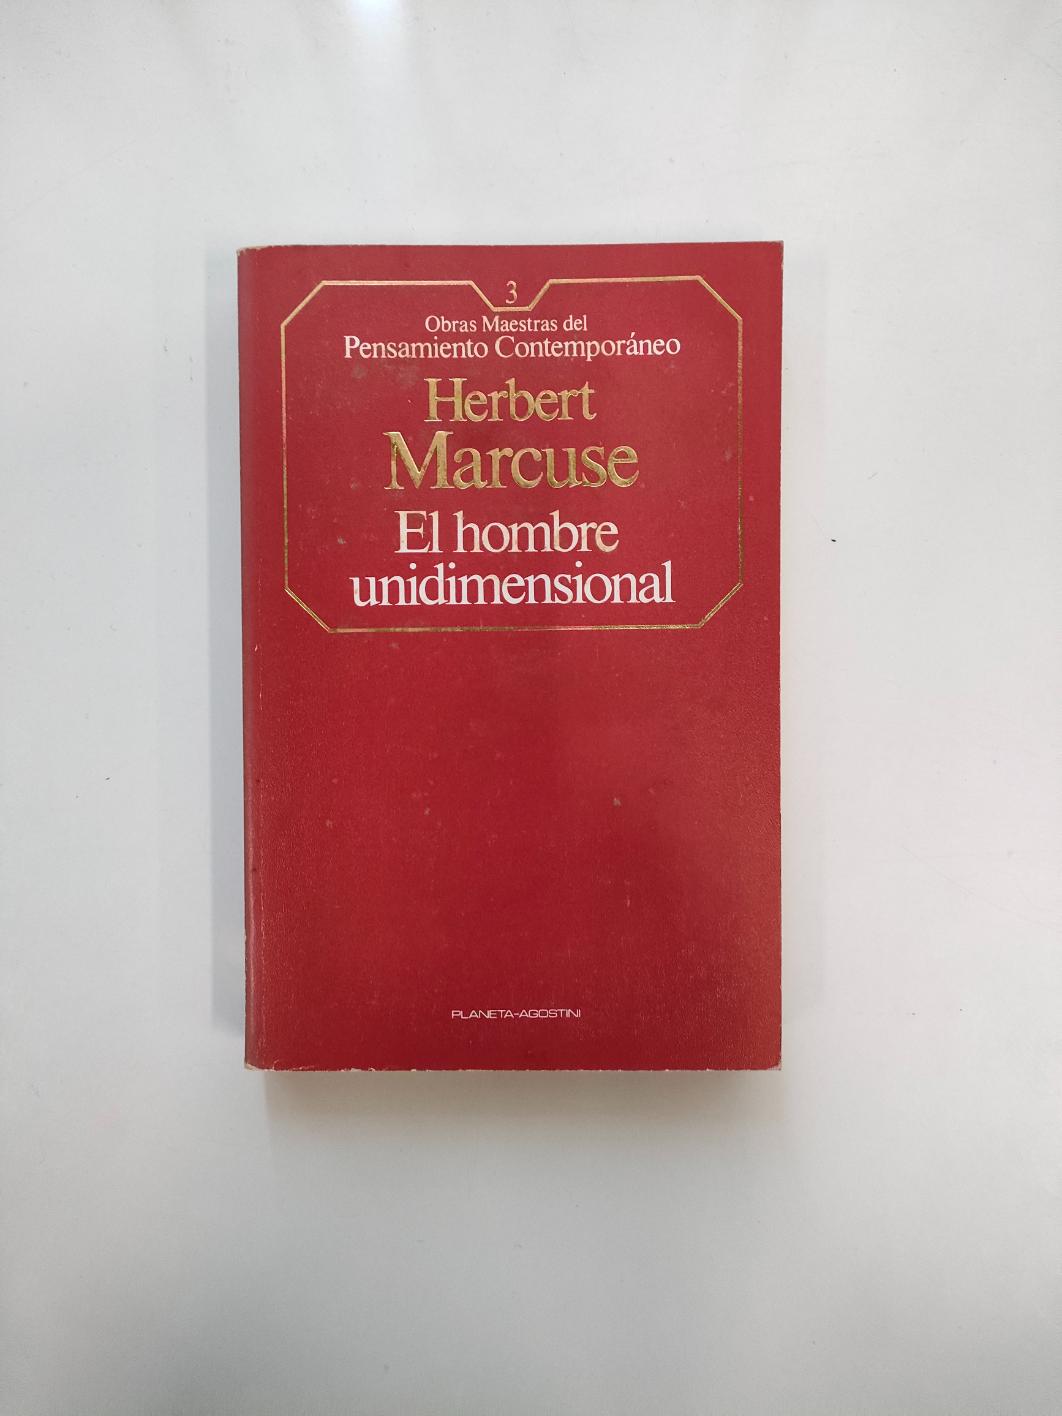 3
Obras Maestras del
Pensamiento Contemporáneo
Herbert
Marcuse
El hombre
unidimensional
PLANETA-AGOSTINI